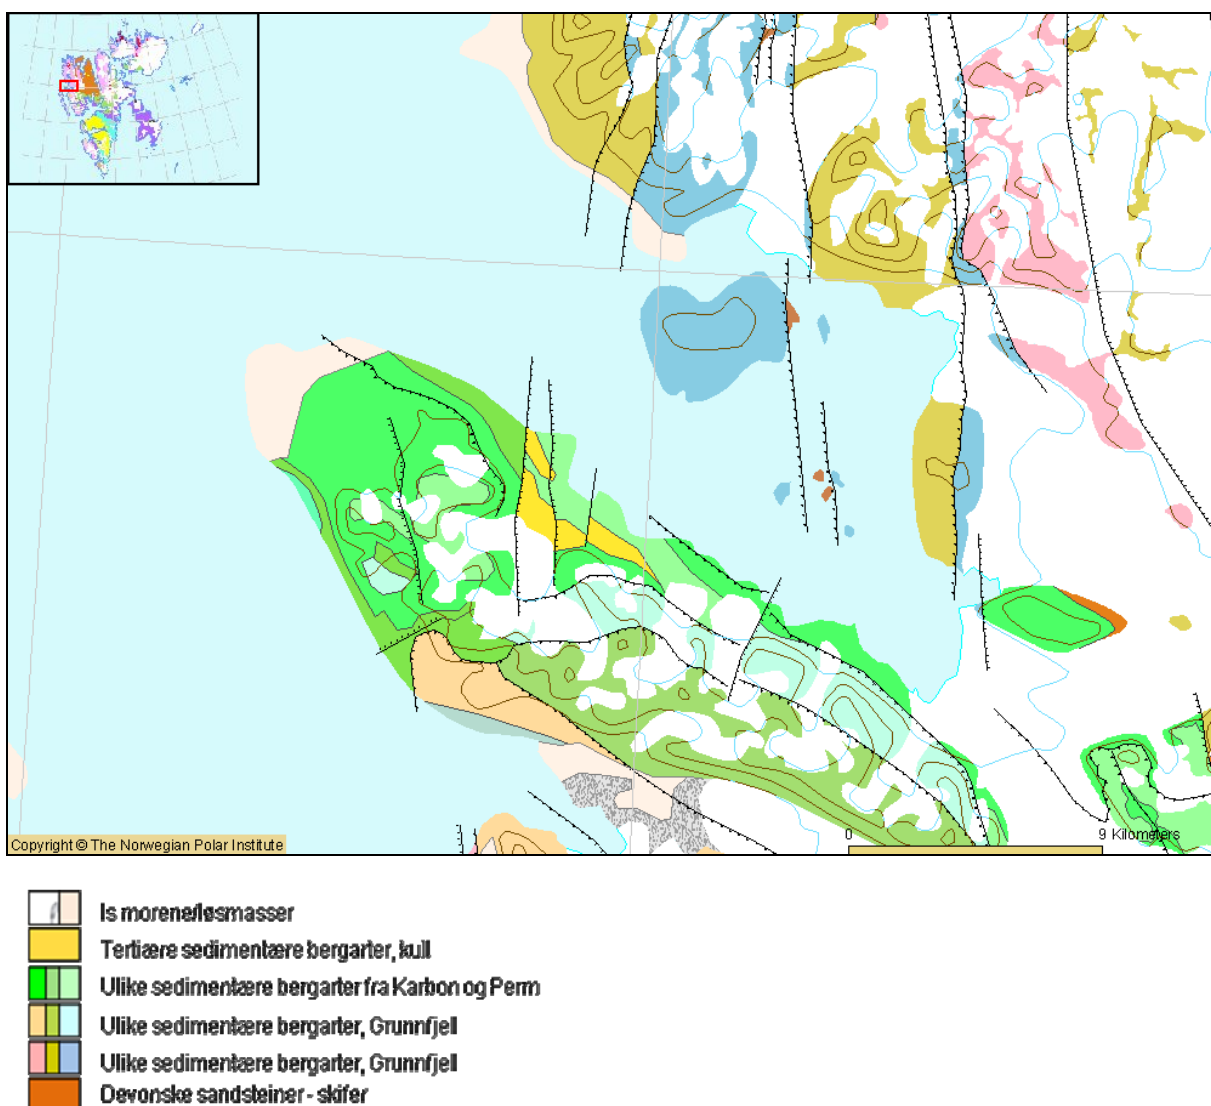 Copyright © The Norwegian Polar Institute
0 9 Kilometers
Is morene/løsmasser
Tertiære sedimentære bergarter, kull
Ulike sedimentære bergarter fra Karbon og Perm
Ulike sedimentære bergarter, Grunnfjell
Ulike sedimentære bergarter, Grunnfjell
Devonske sandsteiner - skifer